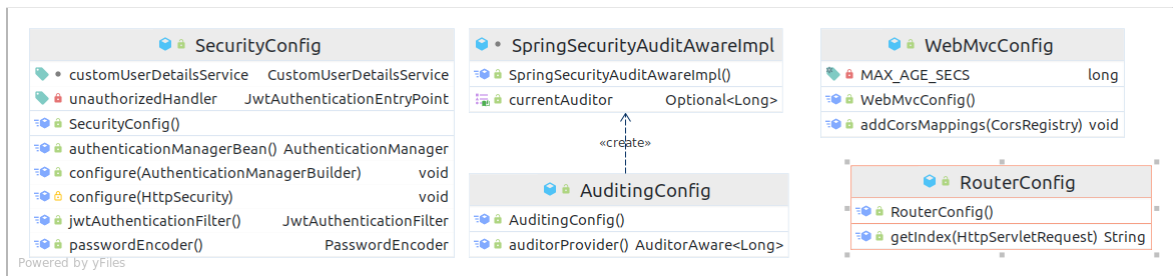 SecurityConfig
customUserDetailsService CustomUserDetailsService
unauthorizedHandler JwtAuthenticationEntryPoint
SecurityConfig()
authenticationManagerBean() AuthenticationManager
configure(AuthenticationManagerBuilder) void
configure(HttpSecurity) void
jwtAuthenticationFilter() JwtAuthenticationFilter
passwordEncoder() PasswordEncoder
SpringSecurityAuditAwareImpl
SpringSecurityAuditAwareImpl()
currentAuditor Optional<Long>
«create»
AuditingConfig
AuditingConfig()
auditorProvider() AuditorAware<Long>
WebMvcConfig
MAX_AGE_SECS long
WebMvcConfig()
addCorsMappings(CorsRegistry) void
RouterConfig
RouterConfig()
getIndex(HttpServletRequest) String
Powered by yFiles